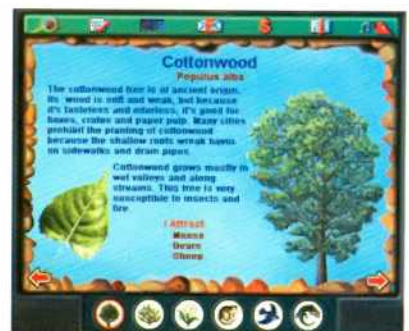 Cottonwood
Populus alba
The cottonwood tree is of ancient origin.
Its wood is soft and weak, but because
it's tasteless and odorless, it's good for
boxes, crates and paper pulp. Many cities
prohibit the planting of cottonwood
because the shallow roots wreak havoc
on sidewalks and drain pipes.
Cottonwood grows mostly in
wet valleys and along
streams. This tree is very
susceptible to insects and
fire.
I Attract
Moose
Bears
Sheep